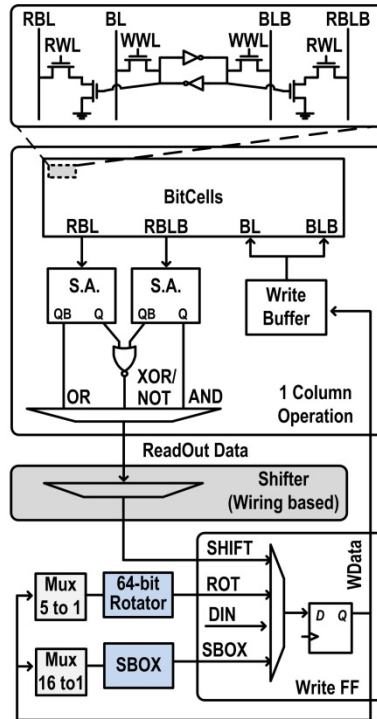 RBL BL BLB RBLB
RWL WWL WWL RWL
BitCells
RBL RBLB BL BLB
S.A. S.A.
QB Q QB Q
Write
Buffer
XOR/
NOT
OR AND
1 Column
Operation
ReadOut Data
Shifter
(Wiring based)
WData
SHIFT
Mux
5 to 1
64-bit
Rotator
ROT
DIN
D Q
Mux
16 to1
SBOX
SBOX
Write FF